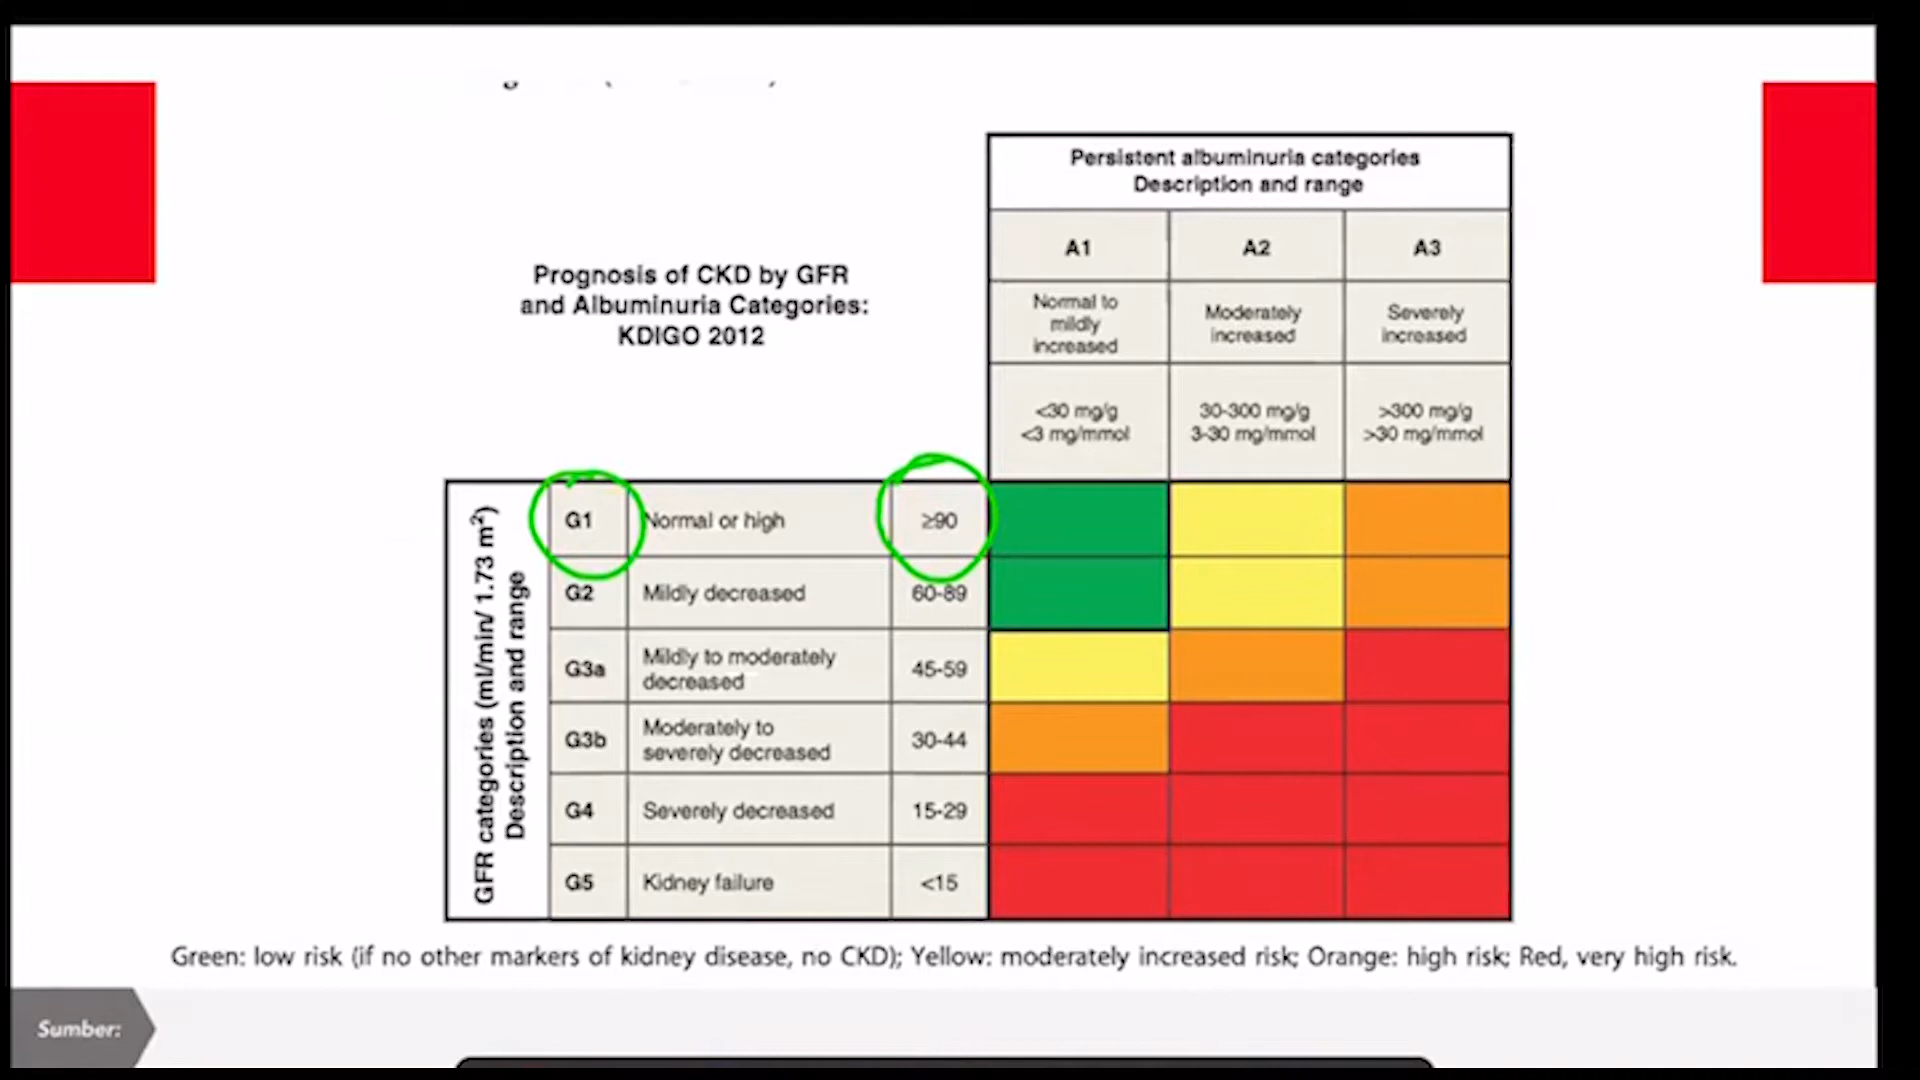 Persistent albuminuria categories
Description and range
Prognosis of CKD by GFR
and Albuminuria Categories:
KDIGO 2012
A1 A2 A3
Normal to
mildly
increased
Moderately
increased
Severely
increased
<30 mg/g
<3 mg/mmol
30-300 mg/g
3-30 mg/mmol
>300 mg/g
>30 mg/mmol
GFR categories (ml/min/ 1.73 m²)
Description and range
G1 Normal or high ≥90
G2 Mildly decreased 60-89
G3a Mildly to moderately
decreased 45-59
G3b Moderately to
severely decreased 30-44
G4 Severely decreased 15-29
G5 Kidney failure <15
Green: low risk (if no other markers of kidney disease, no CKD); Yellow: moderately increased risk; Orange: high risk; Red, very high risk.
Sumber: